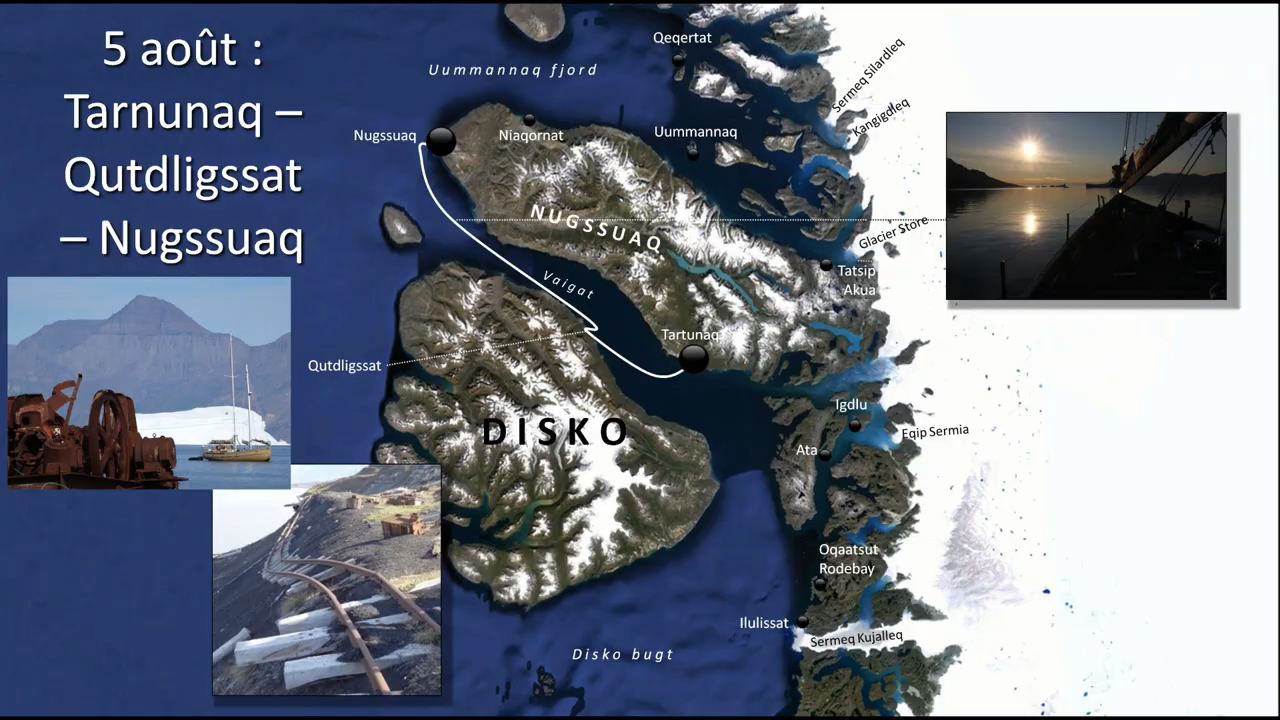 5 août :
Tarnunaq –
Qutdligssat
– Nugssuaq
Qeqertat
Uummannaq fjord
Sermeq Silardleq
Kangigdleq
Nugssuaq
Niaqornat
Uummannaq
NUGSSUAQ
Glacier Store
Tatsip
Akua
Vaigat
Tartunaq
Qutdligssat
DISKO
Igdlu
Eqip Sermia
Ata
Oqaatsut
Rodebay
Ilulissat
Sermeq Kujalleq
Disko bugt